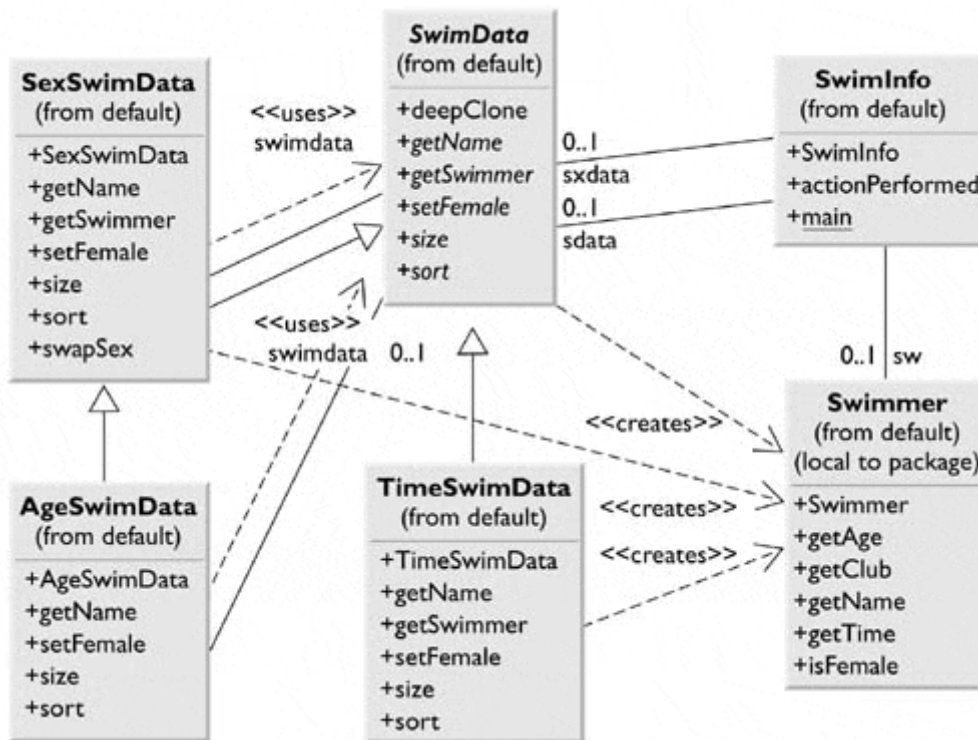 SexSwimData
(from default)
+SexSwimData
+getName
+getSwimmer
+setFemale
+size
+sort
+swapSex
<<uses>>
swimdata
SwimData
(from default)
+deepClone
+getName
+getSwimmer
+setFemale
+size
+sort
0..1
sxdata
0..1
sdata
SwimInfo
(from default)
+SwimInfo
+actionPerformed
+main
<<uses>>
swimdata 0..1
0..1 sw
<<creates>>
<<creates>>
<<creates>>
AgeSwimData
(from default)
+AgeSwimData
+getName
+setFemale
+size
+sort
TimeSwimData
(from default)
+TimeSwimData
+getName
+getSwimmer
+setFemale
+size
+sort
Swimmer
(from default)
(local to package)
+Swimmer
+getAge
+getClub
+getName
+getTime
+isFemale